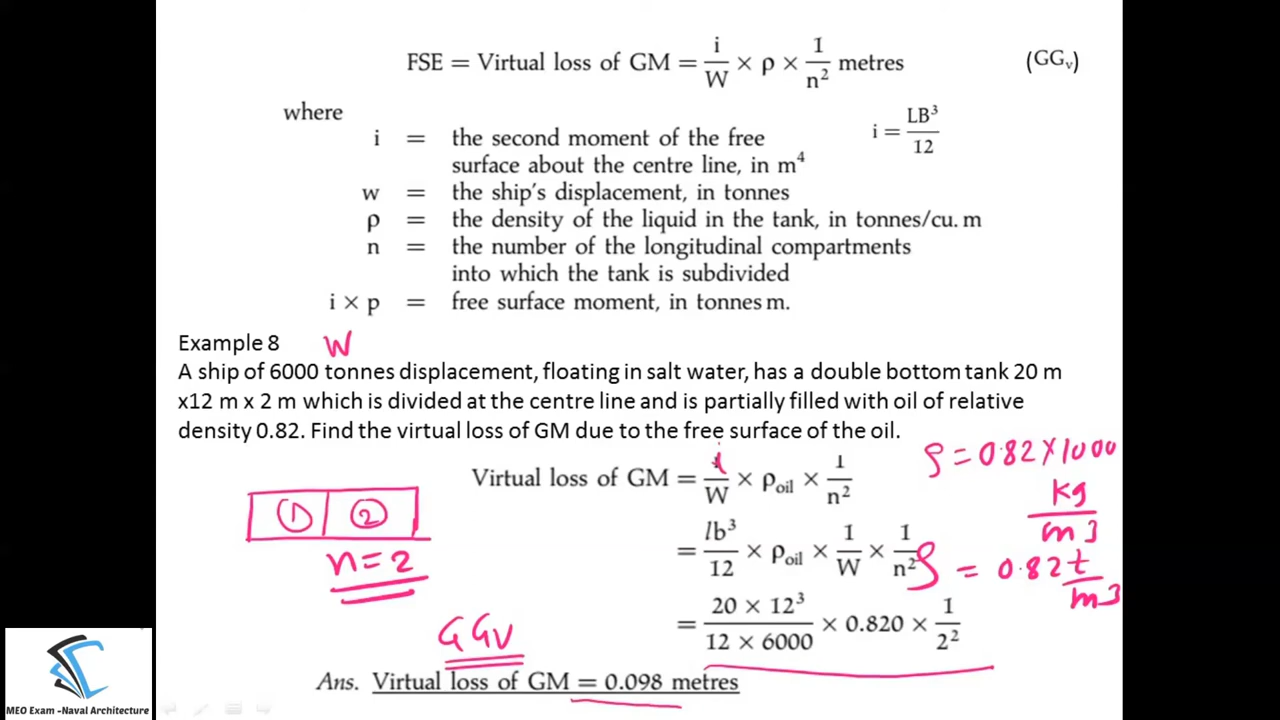 FSE = Virtual loss of GM = i/W × ρ × 1/n² metres (GGᵥ)
where
i = the second moment of the free i = LB³/12
surface about the centre line, in m⁴
w = the ship's displacement, in tonnes
ρ = the density of the liquid in the tank, in tonnes/cu. m
n = the number of the longitudinal compartments
into which the tank is subdivided
i × p = free surface moment, in tonnes m.
Example 8 W
A ship of 6000 tonnes displacement, floating in salt water, has a double bottom tank 20 m
x12 m x 2 m which is divided at the centre line and is partially filled with oil of relative
density 0.82. Find the virtual loss of GM due to the free surface of the oil.
Virtual loss of GM = i/W × ρoil × 1/n²
ρ = 0.82 × 1000 kg/m3
① ②
n = 2
= lb³/12 × ρoil × 1/W × 1/n²
ρ = 0.82 t/m3
= 20 × 12³/12 × 6000 × 0.820 × 1/2²
GGv
Ans. Virtual loss of GM = 0.098 metres
MEO Exam -Naval Architecture